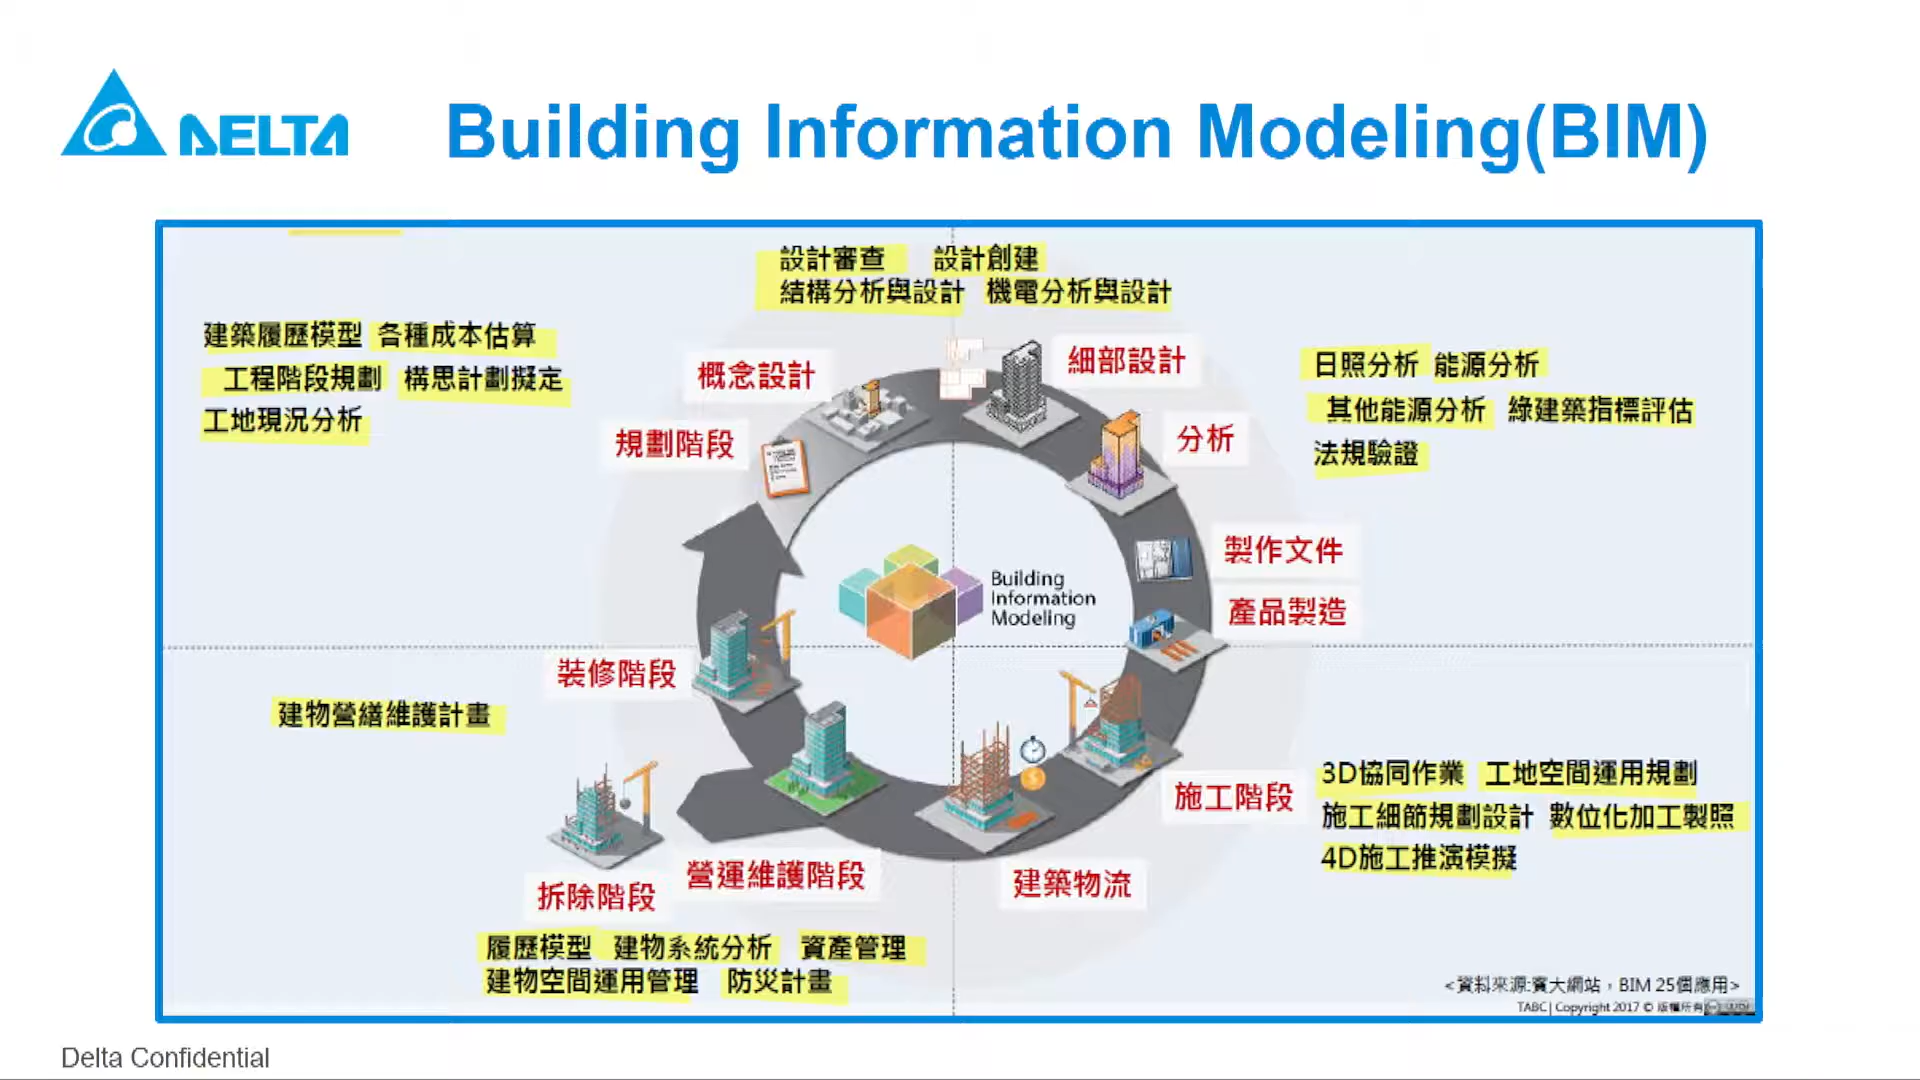 DELTA
Building Information Modeling(BIM)
設計審查 設計創建
結構分析與設計 機電分析與設計
建築履歷模型 各種成本估算
工程階段規劃 構思計劃擬定
工地現況分析
概念設計
細部設計
規劃階段
分析
日照分析 能源分析
其他能源分析 綠建築指標評估
法規驗證
製作文件
產品製造
Building
Information
Modeling
裝修階段
建物營繕維護計畫
施工階段
3D協同作業 工地空間運用規劃
施工細節規劃設計 數位化加工製照
4D施工推演模擬
建築物流
營運維護階段
拆除階段
履歷模型 建物系統分析 資產管理
建物空間運用管理 防災計畫
<資料來源:賓大網站，BIM 25個應用>
TABC | Copyright 2017 © 版權所有
Delta Confidential